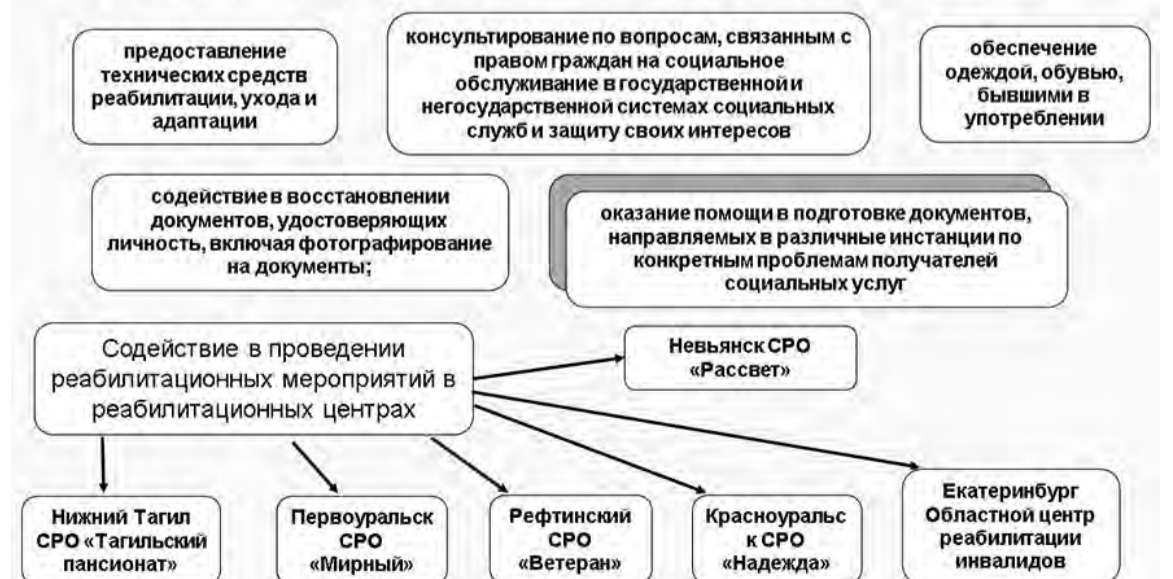 предоставление
технических средств
реабилитации, ухода и
адаптации
консультирование по вопросам, связанным с
правом граждан на социальное
обслуживание в государственной и
негосударственной системах социальных
служб и защиту своих интересов
обеспечение
одеждой, обувью,
бывшими в
употреблении
содействие в восстановлении
документов, удостоверяющих
личность, включая фотографирование
на документы;
оказание помощи в подготовке документов,
направляемых в различные инстанции по
конкретным проблемам получателей
социальных услуг
Содействие в проведении
реабилитационных мероприятий в
реабилитационных центрах
Невьянск СРО
«Рассвет»
Нижний Тагил
СРО «Тагильский
пансионат»
Первоуральск
СРО
«Мирный»
Рефтинский
СРО
«Ветеран»
Красноуральс
к СРО
«Надежда»
Екатеринбург
Областной центр
реабилитации
инвалидов